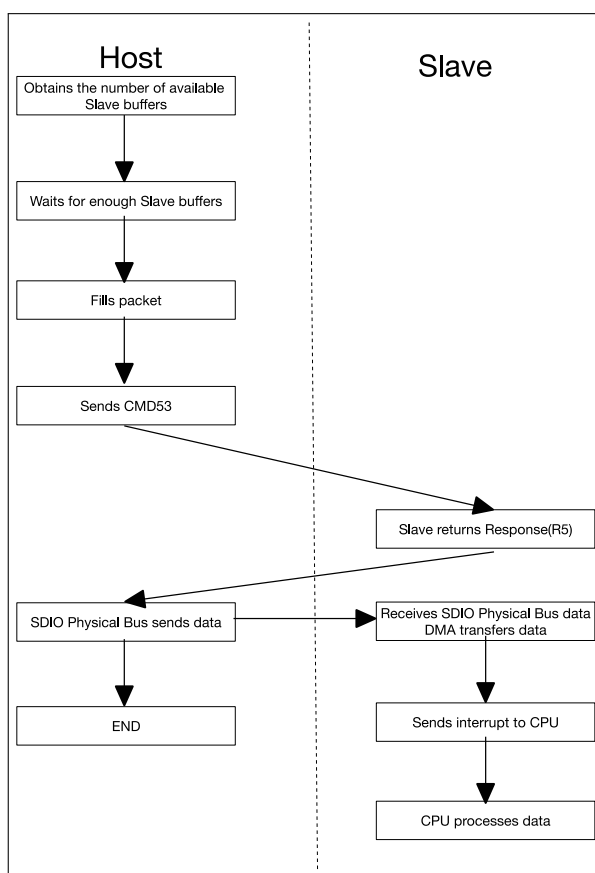 Host
Slave
Obtains the number of available
Slave buffers
Waits for enough Slave buffers
Fills packet
Sends CMD53
Slave returns Response(R5)
SDIO Physical Bus sends data
Receives SDIO Physical Bus data
DMA transfers data
END
Sends interrupt to CPU
CPU processes data